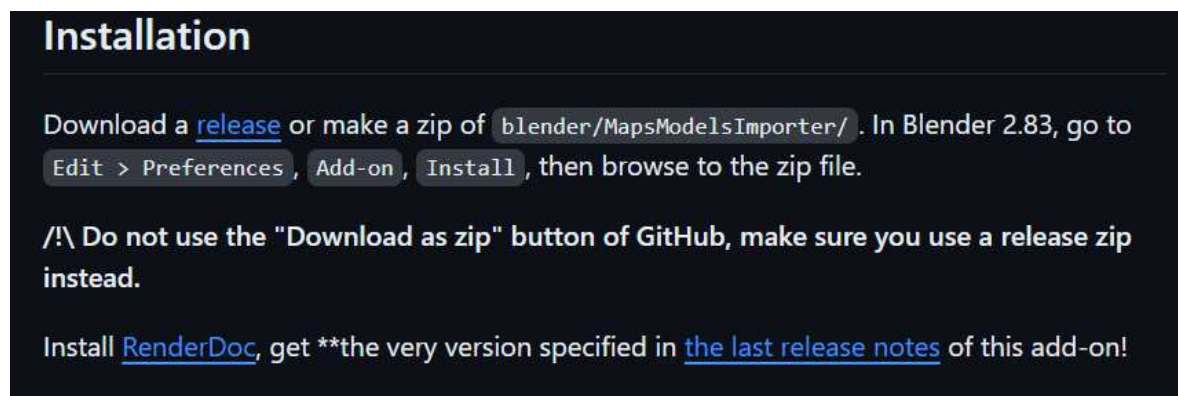 Installation
Download a release or make a zip of blender/MapsModelsImporter/ . In Blender 2.83, go to
Edit > Preferences , Add-on , Install , then browse to the zip file.
/!\ Do not use the "Download as zip" button of GitHub, make sure you use a release zip
instead.
Install RenderDoc, get **the very version specified in the last release notes of this add-on!